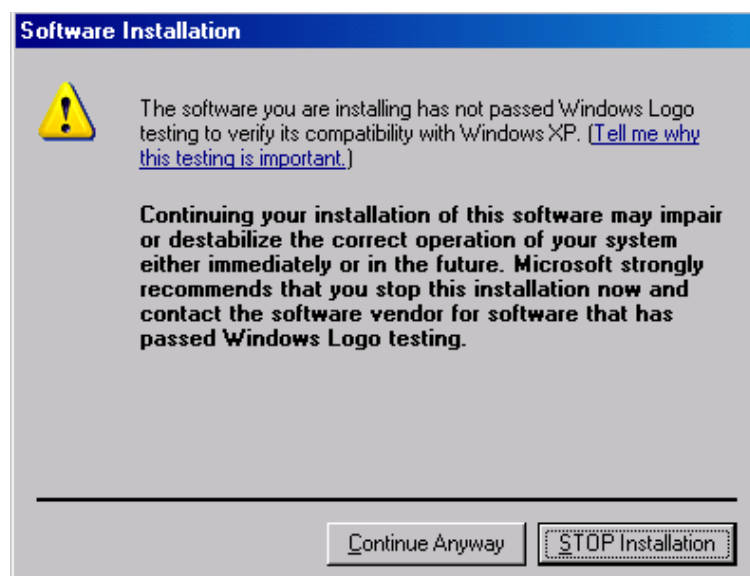 Software Installation
The software you are installing has not passed Windows Logo
testing to verify its compatibility with Windows XP. (Tell me why
this testing is important.)
Continuing your installation of this software may impair
or destabilize the correct operation of your system
either immediately or in the future. Microsoft strongly
recommends that you stop this installation now and
contact the software vendor for software that has
passed Windows Logo testing.
Continue Anyway
STOP Installation